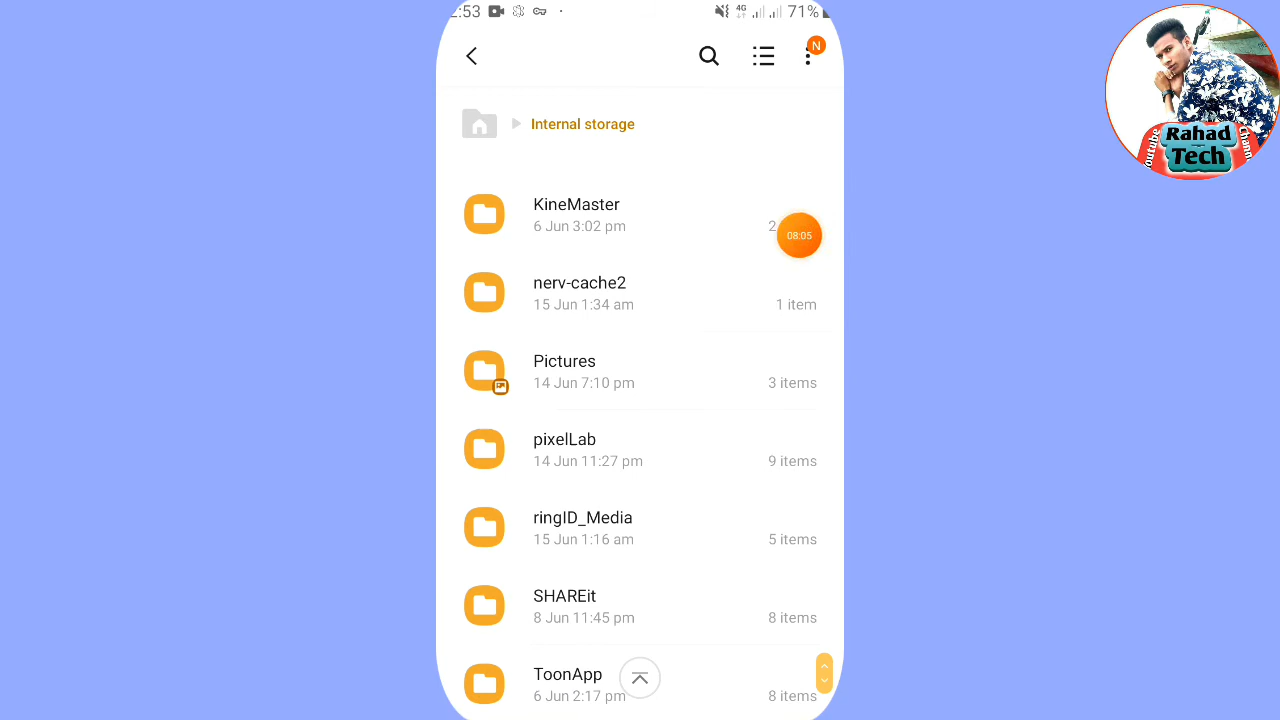 :53 4G 71%
N
Internal storage
KineMaster
6 Jun 3:02 pm 2
08:05
nerv-cache2
15 Jun 1:34 am 1 item
Pictures
14 Jun 7:10 pm 3 items
pixelLab
14 Jun 11:27 pm 9 items
ringID_Media
15 Jun 1:16 am 5 items
SHAREit
8 Jun 11:45 pm 8 items
ToonApp
6 Jun 2:17 pm 8 items
Rahad
Tech